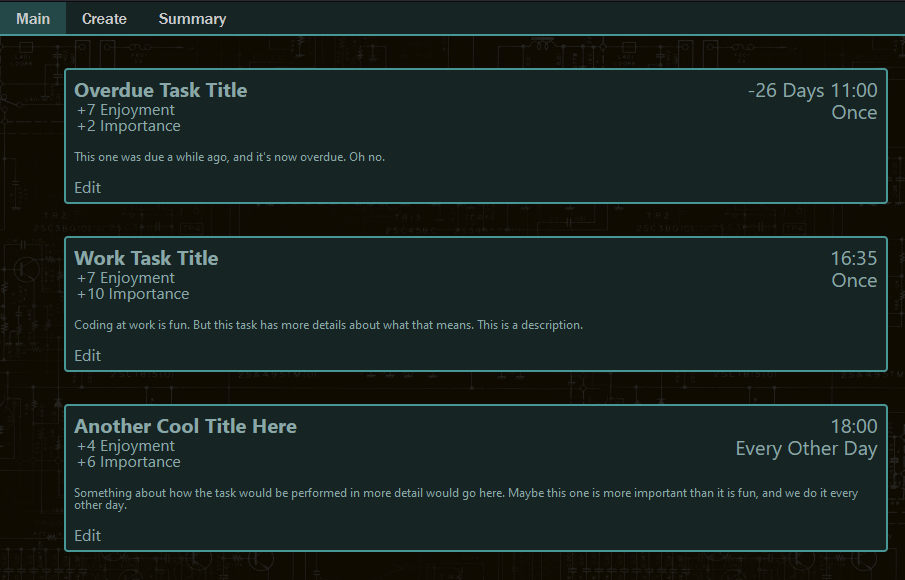 Main Create Summary
Overdue Task Title
-26 Days 11:00
+7 Enjoyment
Once
+2 Importance
This one was due a while ago, and it's now overdue. Oh no.
Edit
Work Task Title
16:35
+7 Enjoyment
Once
+10 Importance
Coding at work is fun. But this task has more details about what that means. This is a description.
Edit
Another Cool Title Here
18:00
+4 Enjoyment
Every Other Day
+6 Importance
Something about how the task would be performed in more detail would go here. Maybe this one is more important than it is fun, and we do it every
other day.
Edit